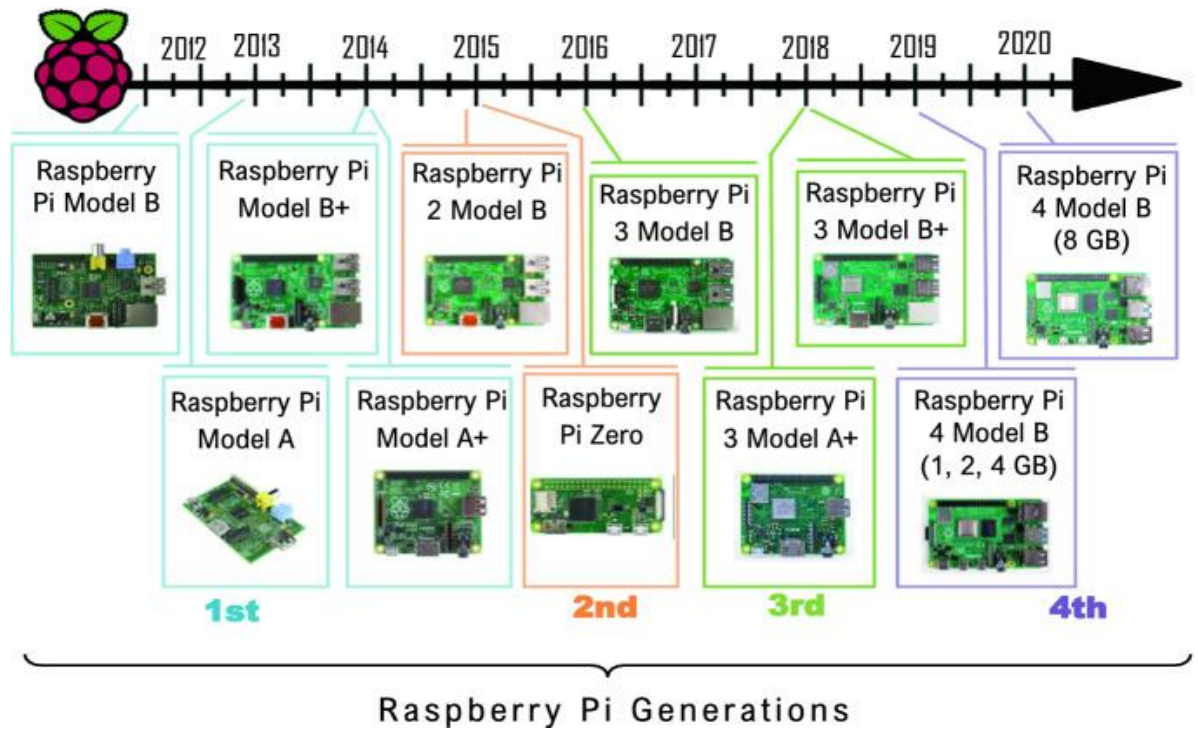 2012 2013 2014 2015 2016 2017 2018 2019 2020
Raspberry
Pi Model B
Raspberry Pi
Model B+
Raspberry Pi
2 Model B
Raspberry Pi
3 Model B
Raspberry Pi
3 Model B+
Raspberry Pi
4 Model B
(8 GB)
Raspberry Pi
Model A
Raspberry Pi
Model A+
Raspberry
Pi Zero
Raspberry Pi
3 Model A+
Raspberry Pi
4 Model B
(1, 2, 4 GB)
1st
2nd
3rd
4th
Raspberry Pi Generations